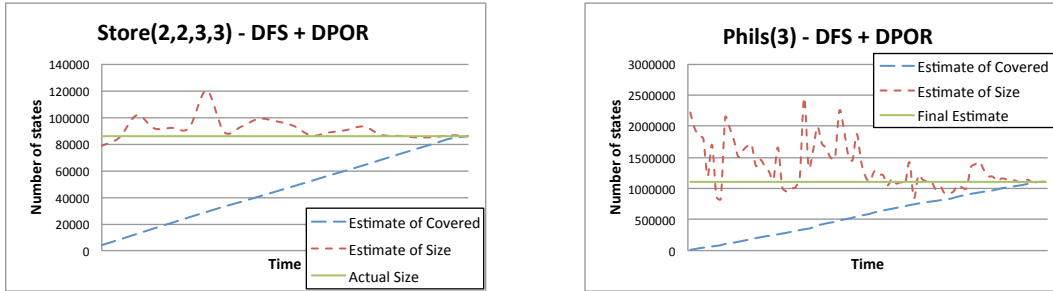 Store(2,2,3,3) - DFS + DPOR
Number of states
140000
120000
100000
80000
60000
40000
20000
0
Time
Estimate of Covered
Estimate of Size
Actual Size
Phils(3) - DFS + DPOR
Number of states
3000000
2500000
2000000
1500000
1000000
500000
0
Time
Estimate of Covered
Estimate of Size
Final Estimate